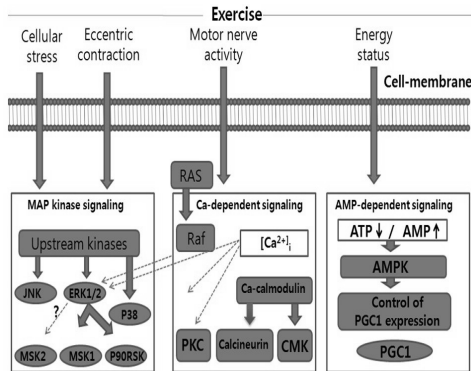 Exercise
Cellular
stress
Eccentric
contraction
Motor nerve
activity
Energy
status
Cell-membrane
RAS
MAP kinase signaling
Upstream kinases
JNK
ERK1/2
P38
?
MSK2
MSK1
P90RSK
Ca-dependent signaling
Raf
[Ca2+]i
Ca-calmodulin
PKC
Calcineurin
CMK
AMP-dependent signaling
ATP↓ / AMP↑
AMPK
Control of
PGC1 expression
PGC1